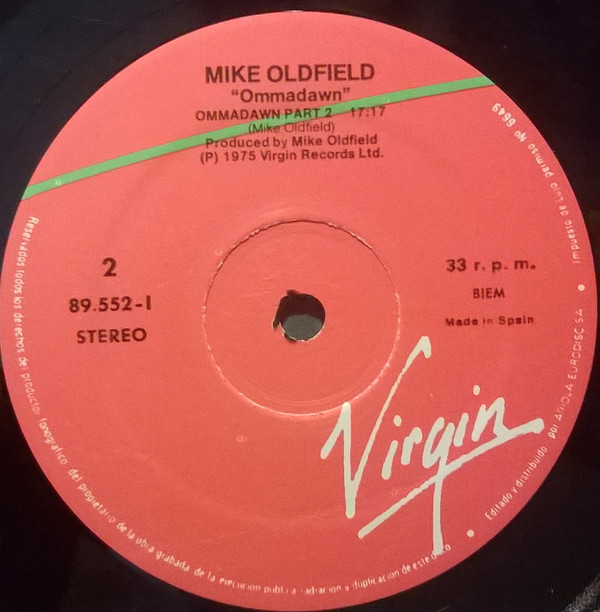 MIKE OLDFIELD
"Ommadawn"
OMMADAWN PART 2 17:17
(Mike Oldfield)
Produced by Mike Oldfield
(P) 1975 Virgin Records Ltd.
2
89.552-I
STEREO
33 r. p. m.
BIEM
Made in Spain
Virgin
Reservados todos los derechos del productor fonográfico, del propietario de la obra grabada, de la ejecución pública radiación y duplicación de este
Editado y distribuido por ARIOLA EURODISC SA
Impuesto de Lujo permiso No 6649